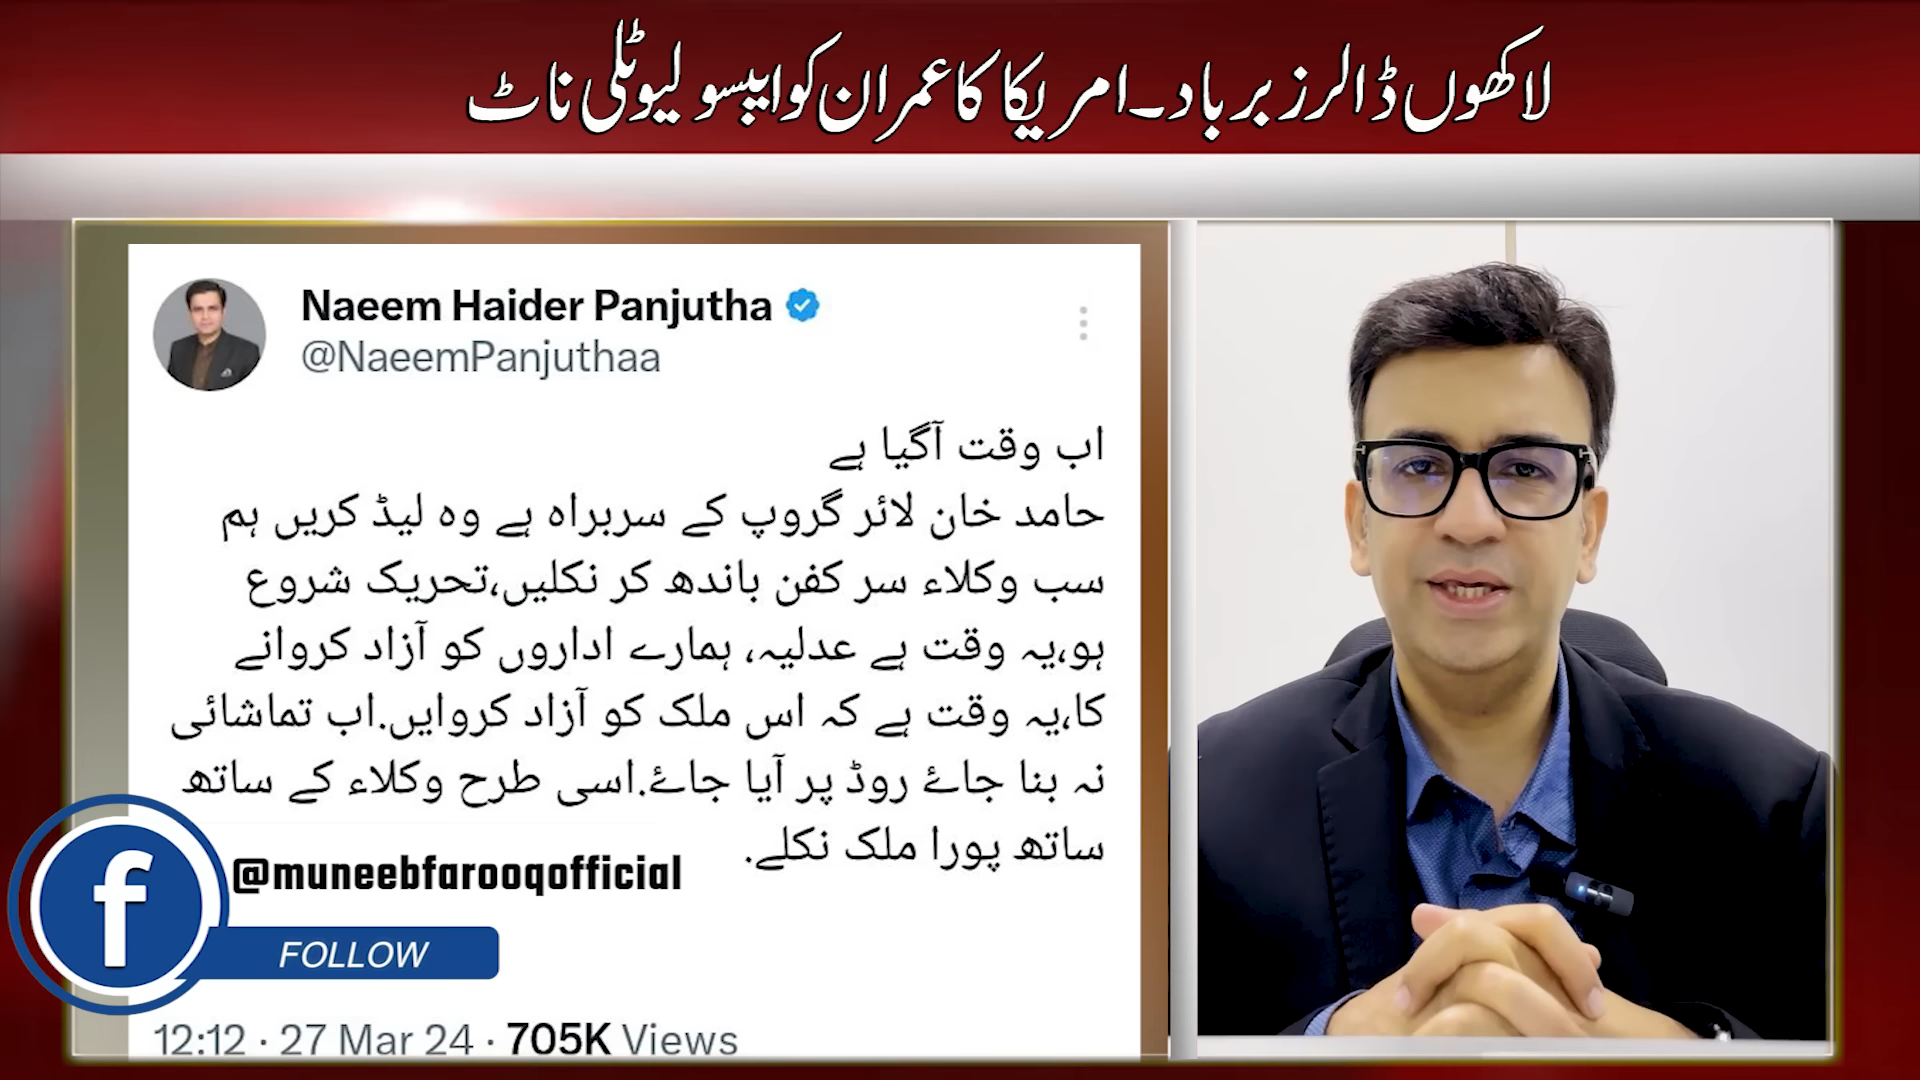 لاکھوں ڈالرز برباد۔امریکا کا عمران کو ایبسولیوٹلی ناٹ
Naeem Haider Panjutha
@NaeemPanjuthaa
اب وقت آگیا ہے
حامد خان لائر گروپ کے سربراہ ہے وہ لیڈ کریں ہم
سب وکلاء سر کفن باندھ کر نکلیں،تحریک شروع
ہو،یہ وقت ہے عدلیہ، ہمارے اداروں کو آزاد کروانے
کا،یہ وقت ہے کہ اس ملک کو آزاد کروایں.اب تماشائی
نہ بنا جاۓ روڈ پر آیا جاۓ.اسی طرح وکلاء کے ساتھ
ساتھ پورا ملک نکلے.
@muneebfarooqofficial
f
FOLLOW
12:12 · 27 Mar 24 · 705K Views